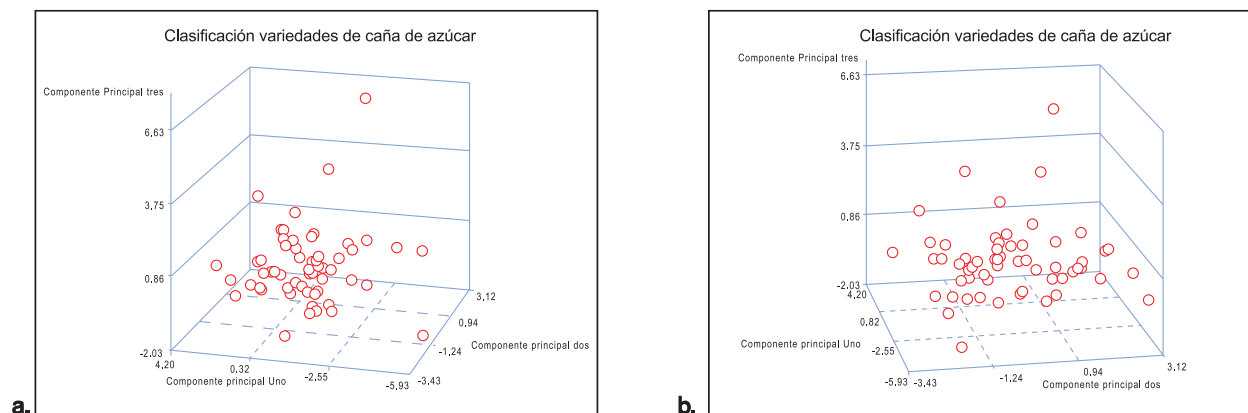 Clasificación variedades de caña de azúcar
Componente Principal tres
6,63
3,75
0.86
-2.03
4.20
0.32
Componente principal Uno
-2.55
-5,93
-3,43
-1,24
Componente principal dos
0,94
3.12
a.
Clasificación variedades de caña de azúcar
Componente Principal tres
6.63
3.75
0.86
-2.03
4.20
0.82
Componente principal Uno
-2.55
-5.93
-3.43
-1.24
0.94
Componente principal dos
3.12
b.